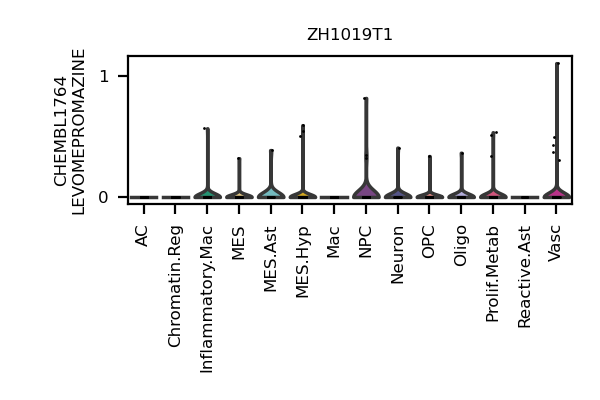 ZH1019T1
CHEMBL1764
LEVOMEPROMAZINE
1
0
AC
Chromatin.Reg
Inflammatory.Mac
MES
MES.Ast
MES.Hyp
Mac
NPC
Neuron
OPC
Oligo
Prolif.Metab
Reactive.Ast
Vasc